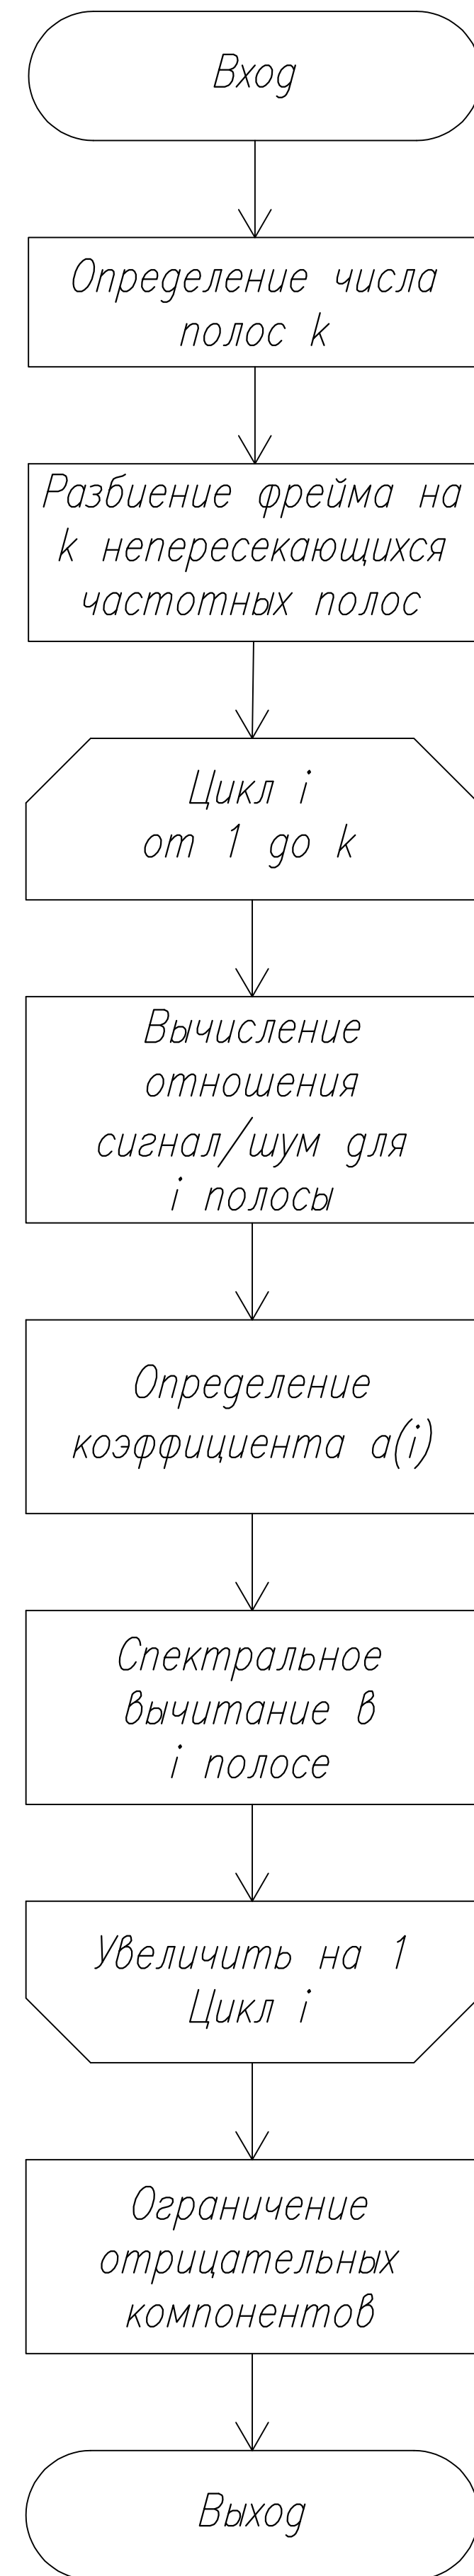 Вход
Определение числа
полос k
Разбиение фрейма на
k непересекающихся
частотных полос
Цикл i
от 1 до k
Вычисление
отношения
сигнал/шум для
i полосы
Определение
коэффициента a(i)
Спектральное
вычитание в
i полосе
Увеличить на 1
Цикл i
Ограничение
отрицательных
компонентов
Выход